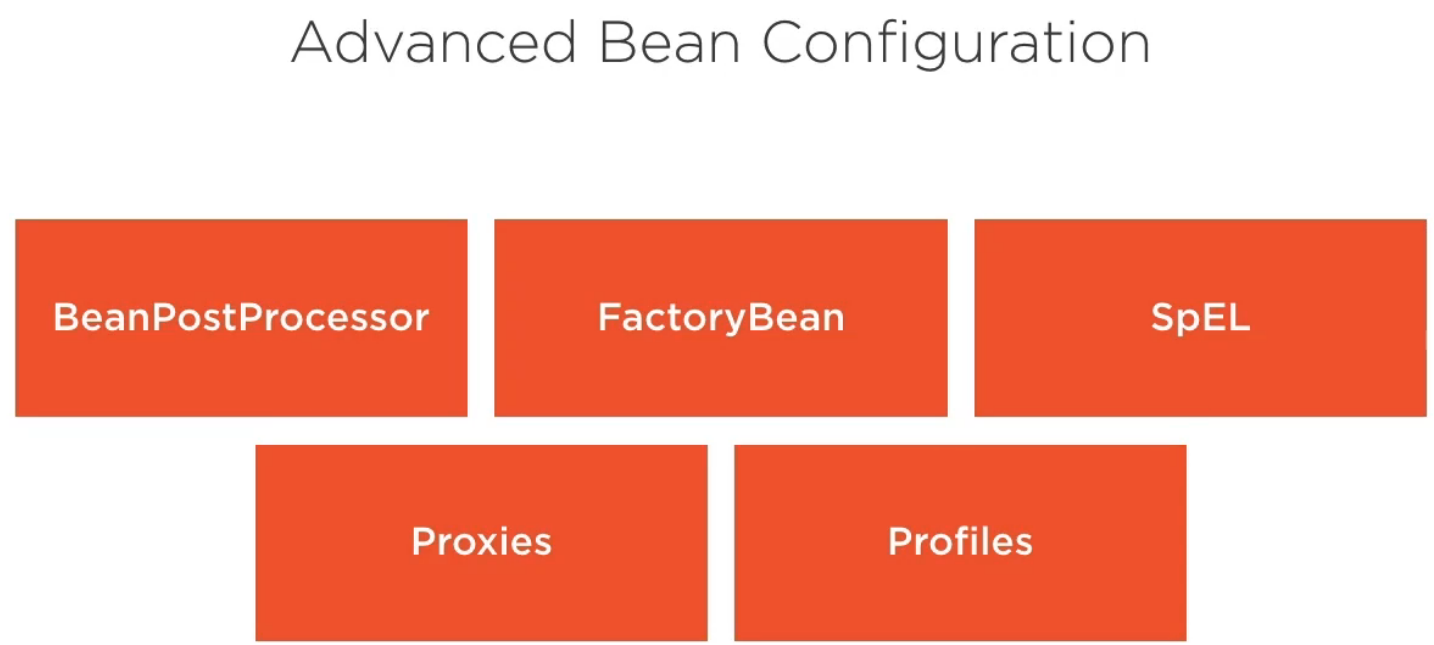 Advanced Bean Configuration
BeanPostProcessor
FactoryBean
SpEL
Proxies
Profiles